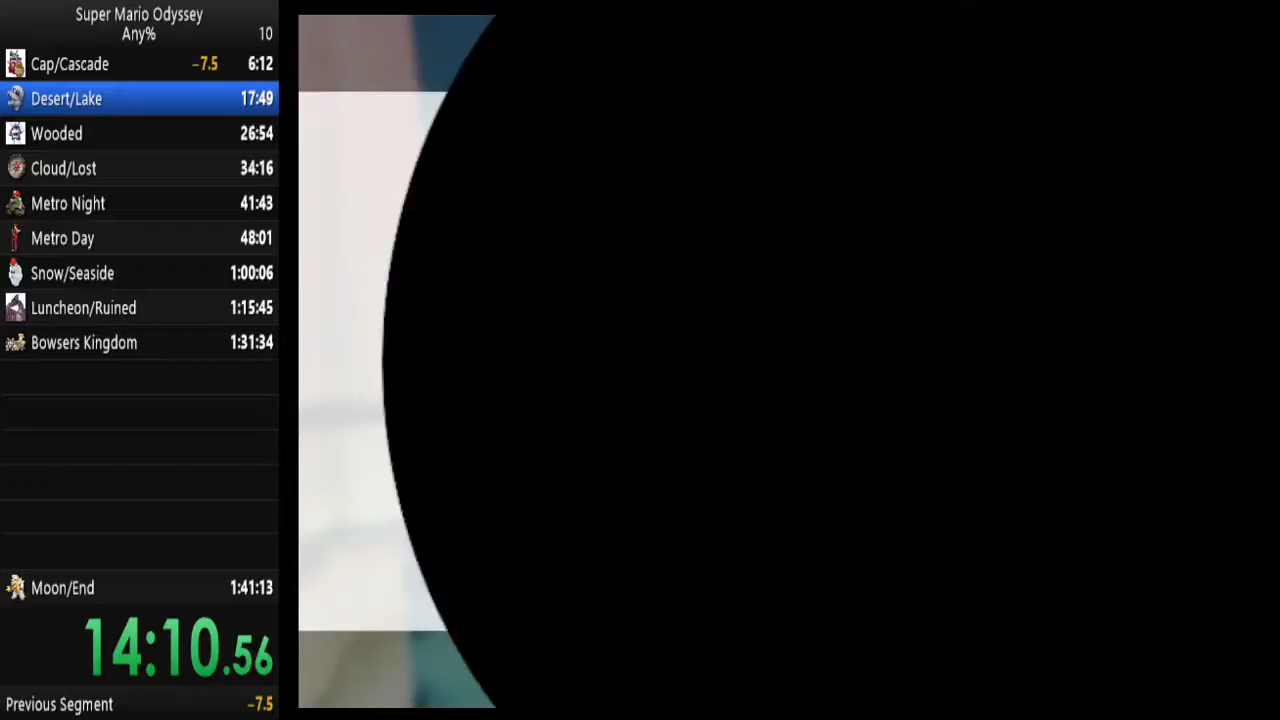 Super Mario Odyssey
Any% 10
Cap/Cascade −7.5 6:12
Desert/Lake 17:49
Wooded 26:54
Cloud/Lost 34:16
Metro Night 41:43
Metro Day 48:01
Snow/Seaside 1:00:06
Luncheon/Ruined 1:15:45
Bowsers Kingdom 1:31:34
Moon/End 1:41:13
14:10.56
Previous Segment −7.5